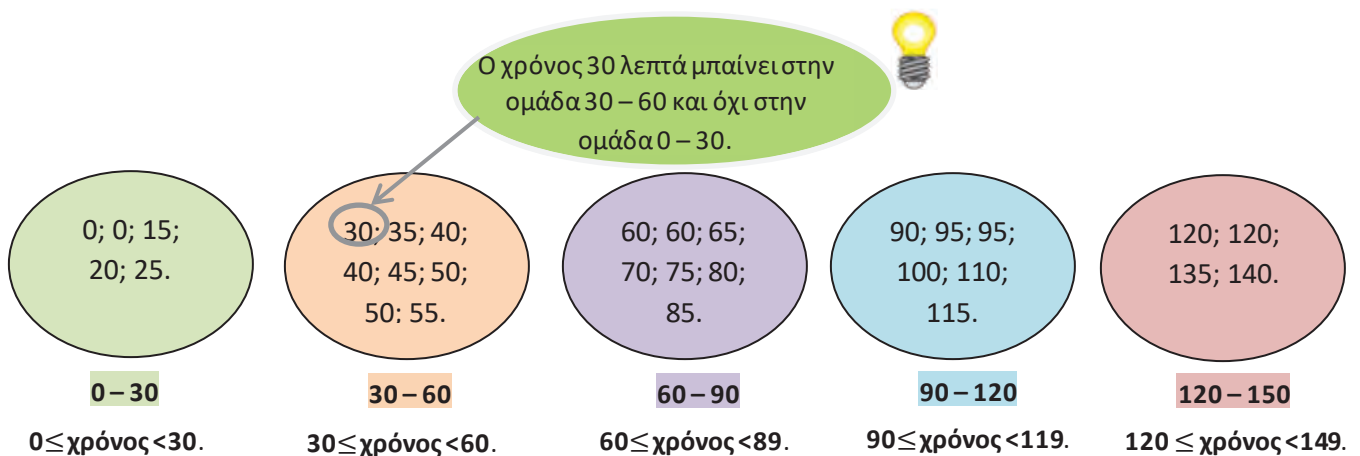 Ο χρόνος 30 λεπτά μπαίνει στην
ομάδα 30 – 60 και όχι στην
ομάδα 0 – 30.
0; 0; 15;
20; 25.
30; 35; 40;
40; 45; 50;
50; 55.
60; 60; 65;
70; 75; 80;
85.
90; 95; 95;
100; 110;
115.
120; 120;
135; 140.
0 – 30
30 – 60
60 – 90
90 – 120
120 – 150
0≤ χρόνος <30.
30≤ χρόνος <60.
60≤ χρόνος <89.
90≤ χρόνος <119.
120 ≤ χρόνος <149.